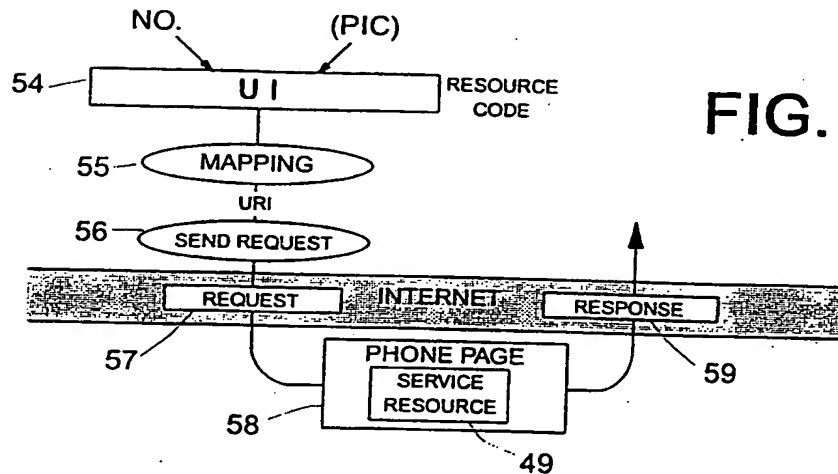 NO.
(PIC)
54
U I
RESOURCE
CODE
FIG.
55
MAPPING
URI
56
SEND REQUEST
REQUEST
INTERNET
RESPONSE
57
PHONE PAGE
59
SERVICE
RESOURCE
58
49